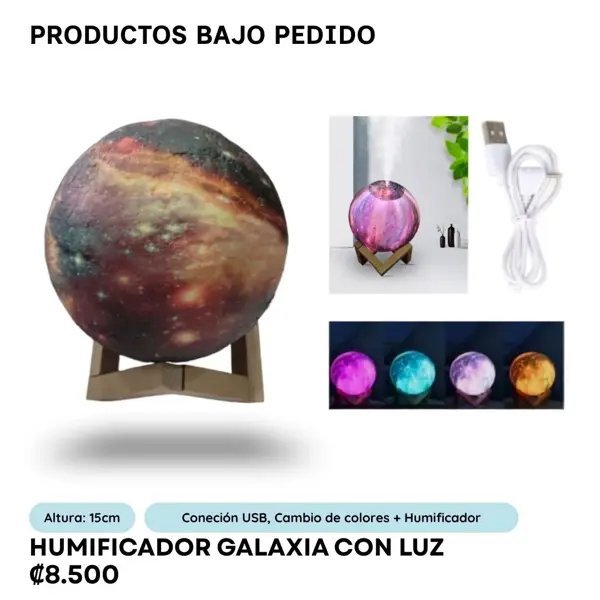 PRODUCTOS BAJO PEDIDO
Altura: 15cm
Coneción USB, Cambio de colores + Humificador
HUMIFICADOR GALAXIA CON LUZ
₡8.500